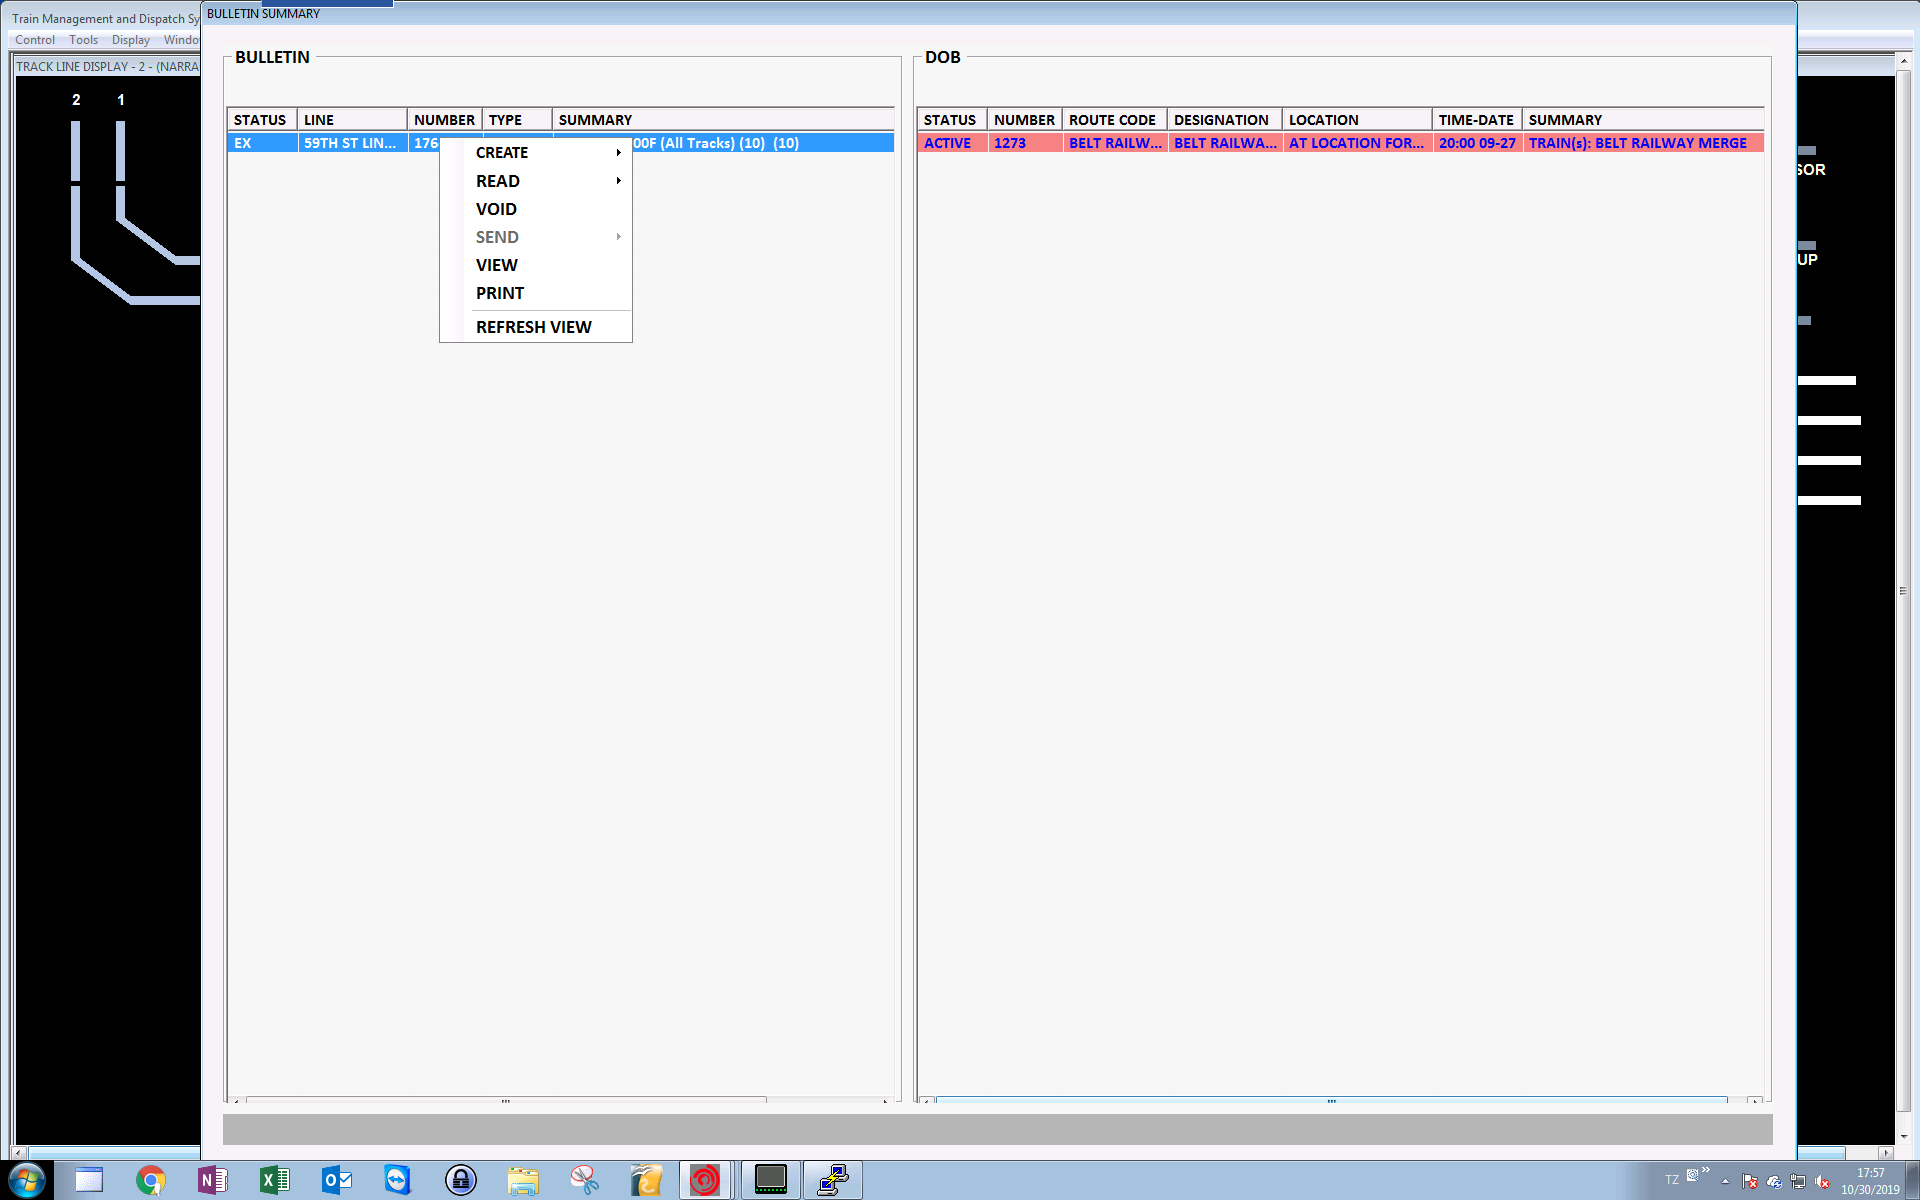 Train Management and Dispatch Sy
Control Tools Display Windo
TRACK LINE DISPLAY - 2 - (NARRA
2 1
BULLETIN SUMMARY
BULLETIN
STATUS LINE NUMBER TYPE SUMMARY
EX 59TH ST LIN... 176 00F (All Tracks) (10) (10)
CREATE
READ
VOID
SEND
VIEW
PRINT
REFRESH VIEW
DOB
STATUS NUMBER ROUTE CODE DESIGNATION LOCATION TIME-DATE SUMMARY
ACTIVE 1273 BELT RAILW... BELT RAILWA... AT LOCATION FOR... 20:00 09-27 TRAIN(s): BELT RAILWAY MERGE
SOR
UP
TZ
17:57
10/30/2019